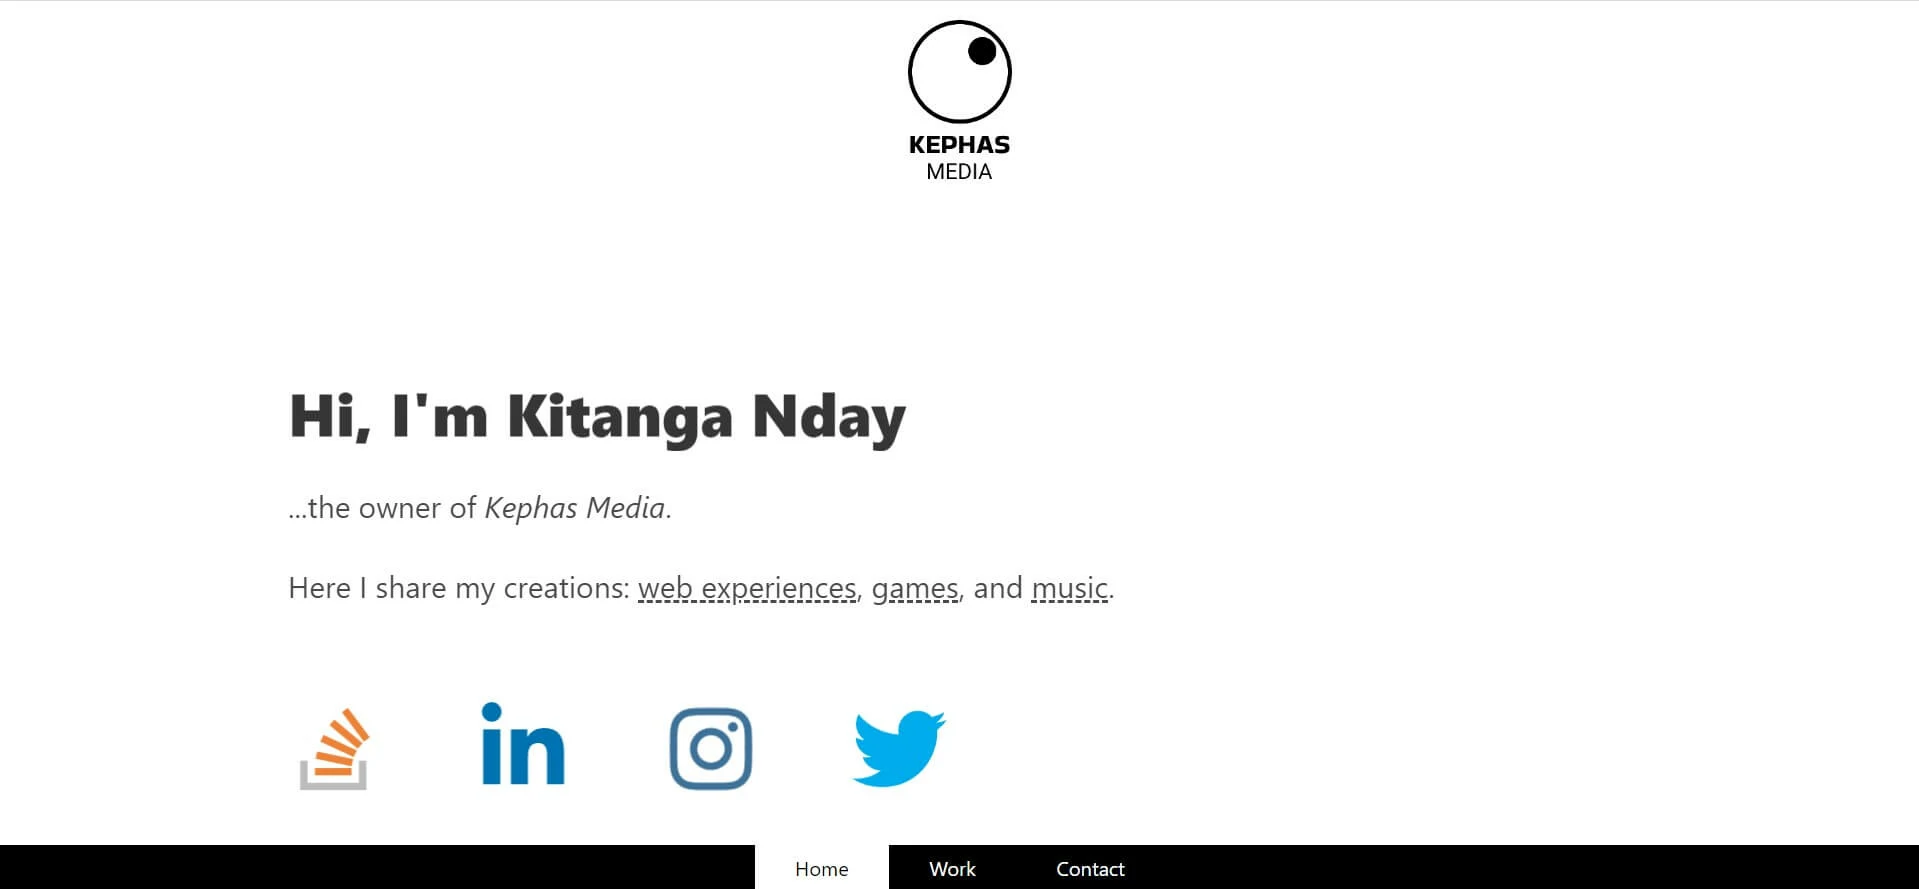 KEPHAS
MEDIA
Hi, I'm Kitanga Nday
...the owner of Kephas Media.
Here I share my creations: web experiences, games, and music.
in
Home Work Contact